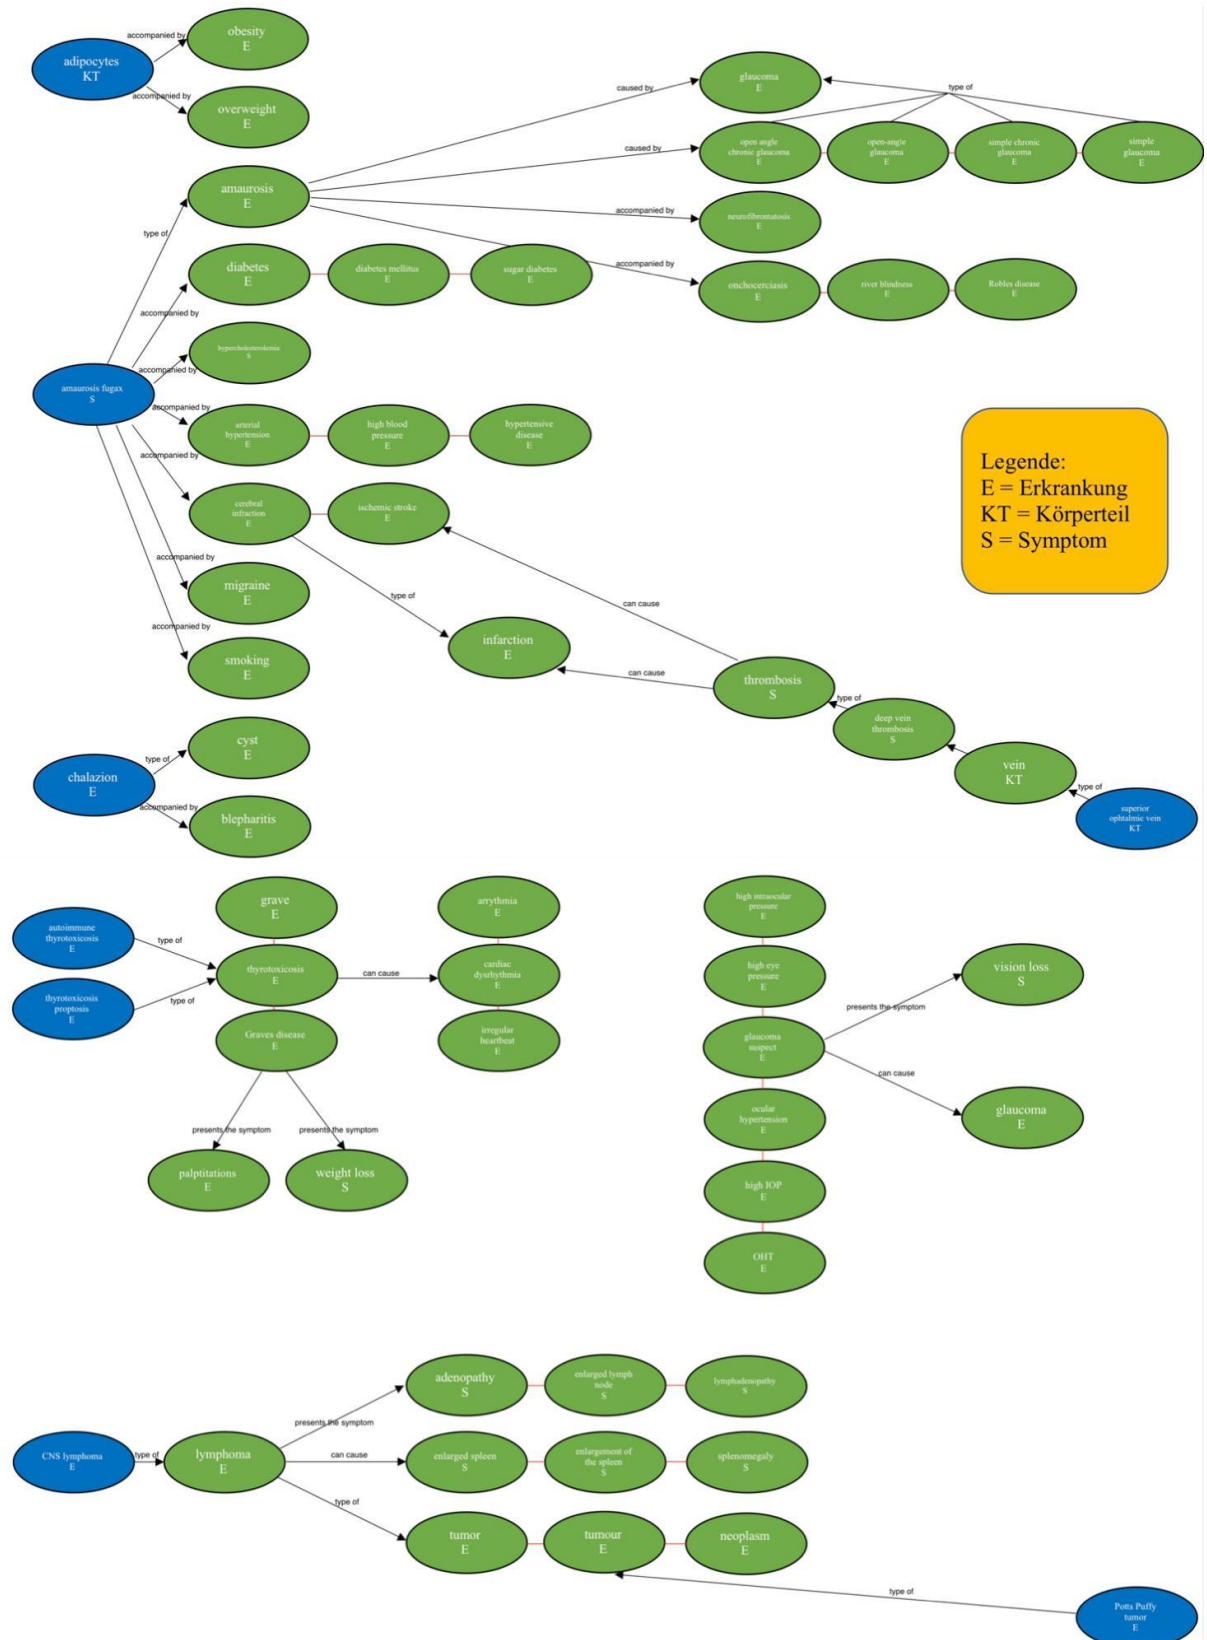 accompanied by
obesity
E
adipocytes
KT
accompanied by
overweight
E
glaucoma
E
caused by
type of
open angle
chronic glaucoma
E
open-angle
glaucoma
E
simple chronic
glaucoma
E
simple
glaucoma
E
caused by
amaurosis
E
accompanied by
neurofibromatosis
E
type of
diabetes
E
diabetes mellitus
E
sugar diabetes
E
accompanied by
onchocerciasis
E
river blindness
E
Robles disease
E
accompanied by
hypercholesterolemia
S
accompanied by
amaurosis fugax
S
accompanied by
arterial
hypertension
E
high blood
pressure
E
hypertensive
disease
E
accompanied by
cerebral
infraction
E
ischemic stroke
E
Legende:
E = Erkrankung
KT = Körperteil
S = Symptom
accompanied by
migraine
E
type of
can cause
accompanied by
infarction
E
smoking
E
can cause
thrombosis
S
type of
deep vein
thrombosis
S
cyst
E
type of
chalazion
E
vein
KT
type of
accompanied by
blepharitis
E
superior
ophtalmic vein
KT
grave
E
arrythmia
E
high intraocular
pressure
E
autoimmune
thyrotoxicosis
E
type of
thyrotoxicosis
E
can cause
cardiac
dysrhythmia
E
high eye
pressure
E
vision loss
S
thyrotoxicosis
proptosis
E
type of
presents the symptom
Graves disease
E
irregular
heartbeat
E
glaucoma
suspect
E
can cause
presents the symptom
presents the symptom
ocular
hypertension
E
glaucoma
E
palptitations
E
weight loss
S
high IOP
E
OHT
E
adenopathy
S
enlarged lymph
node
S
lymphadenopathy
S
presents the symptom
CNS lymphoma
E
type of
lymphoma
E
can cause
enlarged spleen
S
enlargement of
the spleen
S
splenomegaly
S
type of
tumor
E
tumour
E
neoplasm
E
type of
Potts Puffy
tumor
E